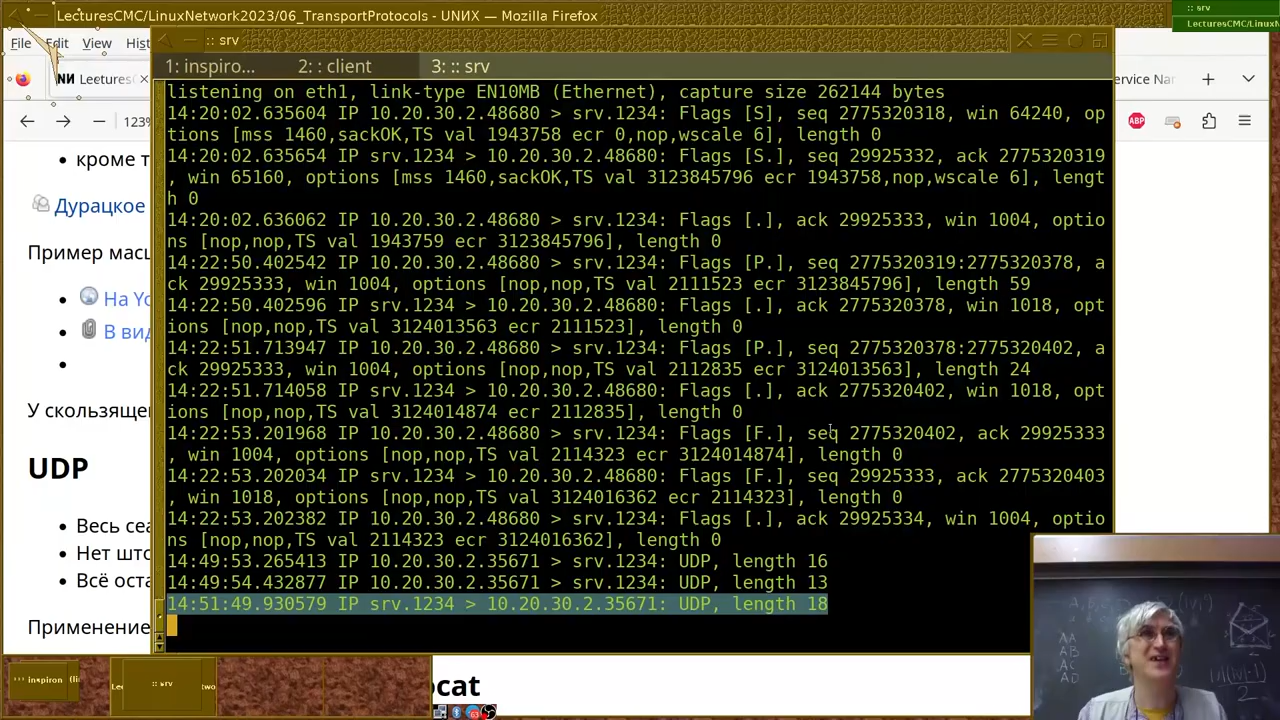 LecturesCMC/LinuxNetwork2023/06_TransportProtocols - UNИX — Mozilla Firefox
:: srv
LecturesCMC/LinuxN
File Edit View Hist
:: srv
1: inspiro... 2: : client 3: :: srv
Lectures
ervice Nar
123%
ABP
listening on eth1, link-type EN10MB (Ethernet), capture size 262144 bytes
14:20:02.635604 IP 10.20.30.2.48680 > srv.1234: Flags [S], seq 2775320318, win 64240, op
tions [mss 1460,sackOK,TS val 1943758 ecr 0,nop,wscale 6], length 0
14:20:02.635654 IP srv.1234 > 10.20.30.2.48680: Flags [S.], seq 29925332, ack 2775320319
, win 65160, options [mss 1460,sackOK,TS val 3123845796 ecr 1943758,nop,wscale 6], lengt
h 0
14:20:02.636062 IP 10.20.30.2.48680 > srv.1234: Flags [.], ack 29925333, win 1004, optio
ns [nop,nop,TS val 1943759 ecr 3123845796], length 0
14:22:50.402542 IP 10.20.30.2.48680 > srv.1234: Flags [P.], seq 2775320319:2775320378, a
ck 29925333, win 1004, options [nop,nop,TS val 2111523 ecr 3123845796], length 59
14:22:50.402596 IP srv.1234 > 10.20.30.2.48680: Flags [.], ack 2775320378, win 1018, opt
ions [nop,nop,TS val 3124013563 ecr 2111523], length 0
14:22:51.713947 IP 10.20.30.2.48680 > srv.1234: Flags [P.], seq 2775320378:2775320402, a
ck 29925333, win 1004, options [nop,nop,TS val 2112835 ecr 3124013563], length 24
14:22:51.714058 IP srv.1234 > 10.20.30.2.48680: Flags [.], ack 2775320402, win 1018, opt
ions [nop,nop,TS val 3124014874 ecr 2112835], length 0
14:22:53.201968 IP 10.20.30.2.48680 > srv.1234: Flags [F.], seq 2775320402, ack 29925333
, win 1004, options [nop,nop,TS val 2114323 ecr 3124014874], length 0
14:22:53.202034 IP srv.1234 > 10.20.30.2.48680: Flags [F.], seq 29925333, ack 2775320403
, win 1018, options [nop,nop,TS val 3124016362 ecr 2114323], length 0
14:22:53.202382 IP 10.20.30.2.48680 > srv.1234: Flags [.], ack 29925334, win 1004, optio
ns [nop,nop,TS val 2114323 ecr 3124016362], length 0
14:49:53.265413 IP 10.20.30.2.35671 > srv.1234: UDP, length 16
14:49:54.432877 IP 10.20.30.2.35671 > srv.1234: UDP, length 13
14:51:49.930579 IP srv.1234 > 10.20.30.2.35671: UDP, length 18
кроме т
Дурацкое
Пример масш
На Yo
В вид
У скользящег
UDP
Весь сеа
Нет што
Всё оста
Применение
ocat
AA
AB
AC
AD
inspiron (li
:: srv